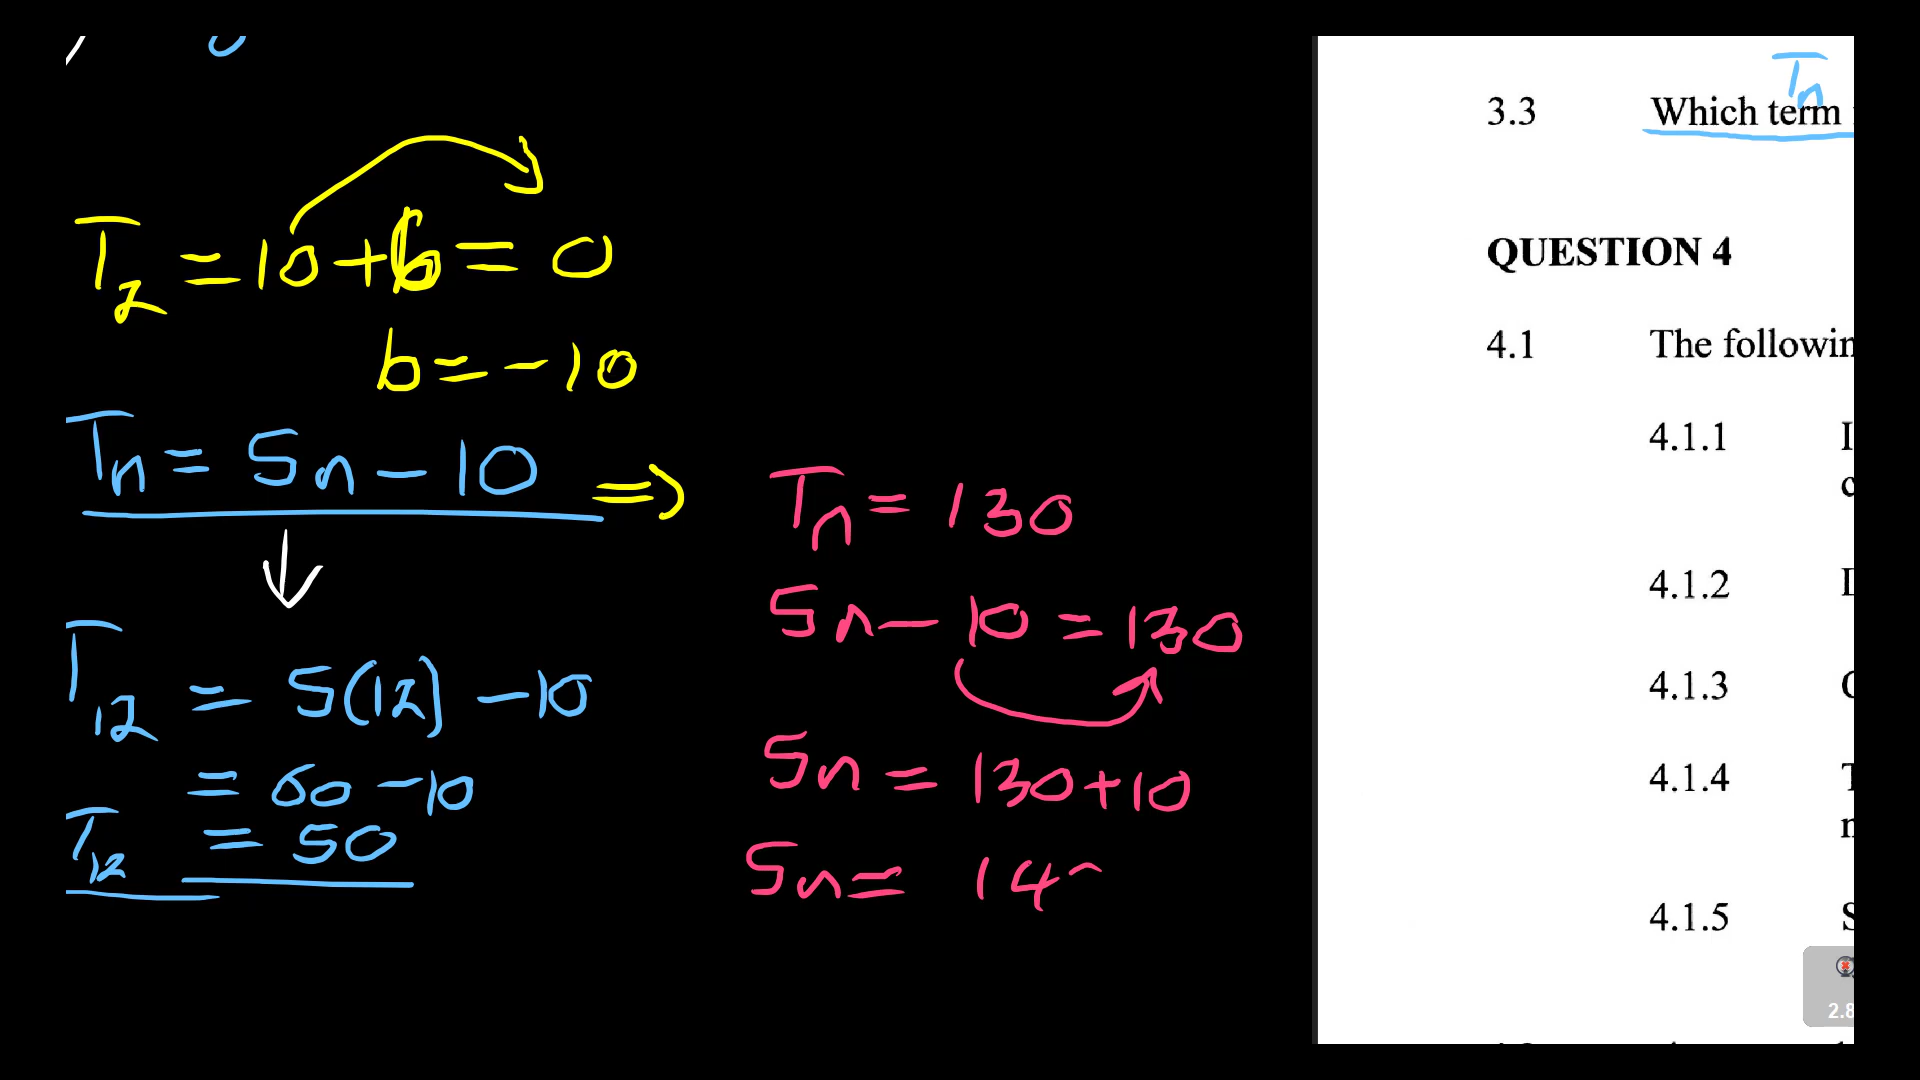 T₂ = 10 + b = 0
b = -10
Tn = 5n - 10 ⇒
T₁₂ = 5(12) - 10
= 60 - 10
T₁₂ = 50
Tn = 130
5n - 10 = 130
5n = 130 + 10
5n = 14
Tn
3.3 Which term
QUESTION 4
4.1
The
4.1.1
4.1.2
4.1.3
4.1.4
4.1.5